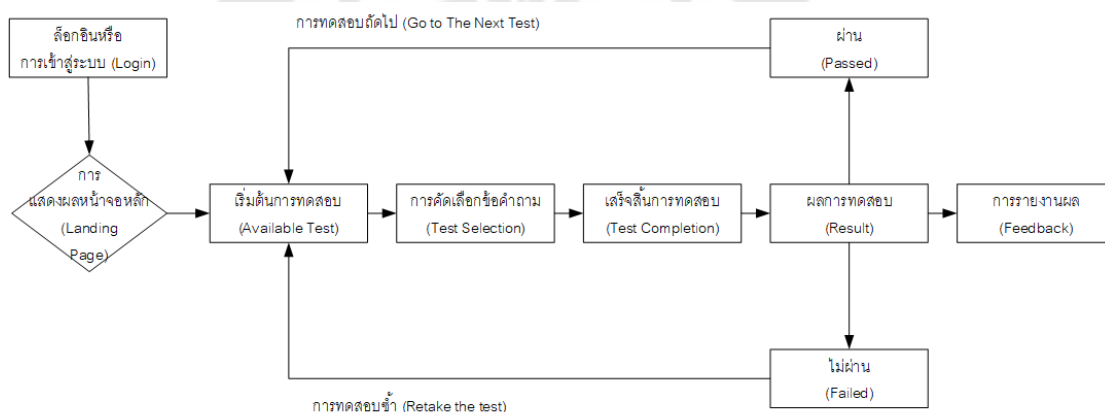 การทดสอบถัดไป (Go to The Next Test)
ล็อกอินหรือ
การเข้าสู่ระบบ (Login)
ผ่าน
(Passed)
การ
แสดงผลหน้าจอหลัก
(Landing
Page)
เริ่มต้นการทดสอบ
(Available Test)
การคัดเลือกข้อคำถาม
(Test Selection)
เสร็จสิ้นการทดสอบ
(Test Completion)
ผลการทดสอบ
(Result)
การรายงานผล
(Feedback)
ไม่ผ่าน
(Failed)
การทดสอบซ้ำ (Retake the test)